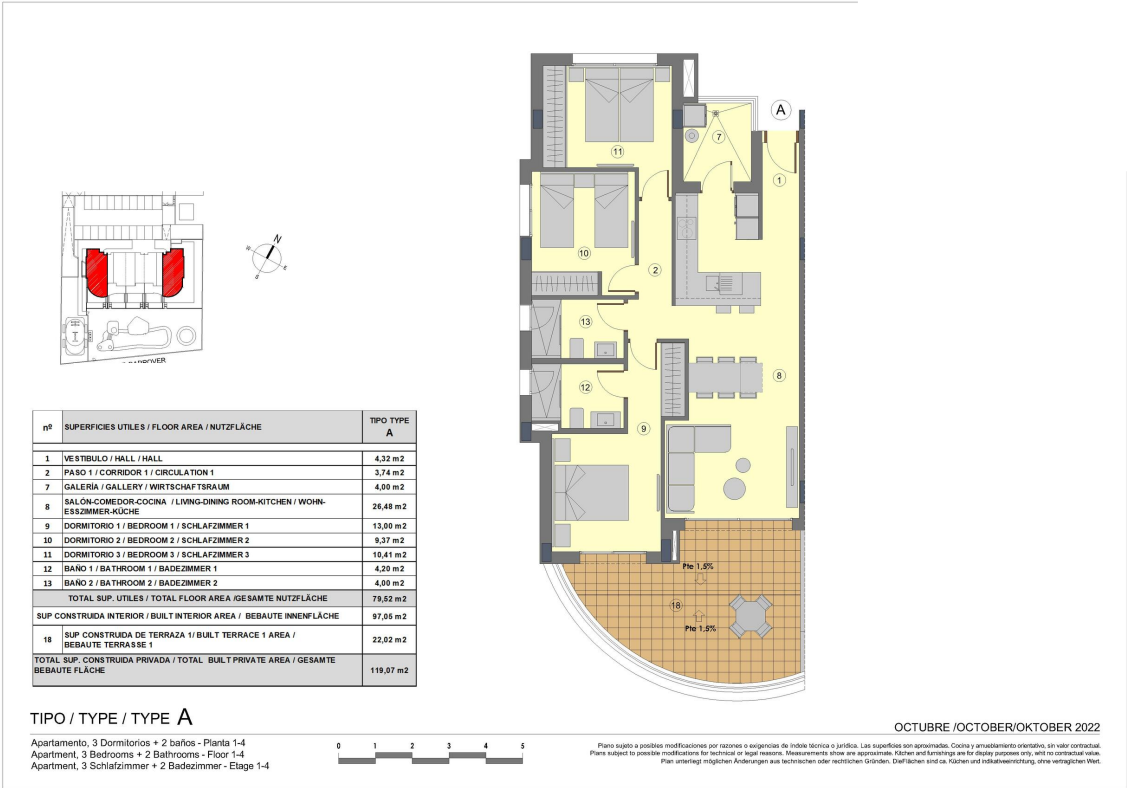 A
7
1
11
10
2
13
8
12
9
Pte 1,5%
18
Pte 1,5%
N
nº SUPERFICIES UTILES / FLOOR AREA / NUTZFLÄCHE TIPO TYPE A
1 VESTIBULO / HALL / HALL 4,32 m2
2 PASO 1 / CORRIDOR 1 / CIRCULATION 1 3,74 m2
7 GALERÍA / GALLERY / WIRTSCHAFTSRAUM 4,00 m2
8 SALÓN-COMEDOR-COCINA / LIVING-DINING ROOM-KITCHEN / WOHN-
ESSZIMMER-KÜCHE 26,48 m2
9 DORMITORIO 1 / BEDROOM 1 / SCHLAFZIMMER 1 13,00 m2
10 DORMITORIO 2 / BEDROOM 2 / SCHLAFZIMMER 2 9,37 m2
11 DORMITORIO 3 / BEDROOM 3 / SCHLAFZIMMER 3 10,41 m2
12 BAÑO 1 / BATHROOM 1 / BADEZIMMER 1 4,20 m2
13 BAÑO 2 / BATHROOM 2 / BADEZIMMER 2 4,00 m2
TOTAL SUP. UTILES / TOTAL FLOOR AREA /GESAMTE NUTZFLÄCHE 79,52 m2
SUP CONSTRUIDA INTERIOR / BUILT INTERIOR AREA / BEBAUTE INNENFLÄCHE 97,05 m2
18 SUP CONSTRUIDA DE TERRAZA 1/ BUILT TERRACE 1 AREA /
BEBAUTE TERRASSE 1 22,02 m2
TOTAL SUP. CONSTRUIDA PRIVADA / TOTAL BUILT PRIVATE AREA / GESAMTE
BEBAUTE FLÄCHE 119,07 m2
TIPO / TYPE / TYPE A
Apartamento, 3 Dormitorios + 2 baños - Planta 1-4
Apartment, 3 Bedrooms + 2 Bathrooms - Floor 1-4
Apartment, 3 Schlafzimmer + 2 Badezimmer - Etage 1-4
0 1 2 3 4 5
OCTUBRE /OCTOBER/OKTOBER 2022
Plano sujeto a posibles modificaciones por razones o exigencias de indole técnica o jurídica. Las superficies son aproximadas. Cocina y amueblamiento orientativo, sin valor contractual.
Plans subject to possible modifications for technical or legal reasons. Measurements show are approximate. Kitchen and furnishings are for display purposes only, whit no contractual value.
Plan unterliegt möglichen Änderungen aus technischen oder rechtlichen Gründen. DieFlächen sind ca. Küchen und indikativeeinrichtung, ohne vertraglichen Wert.